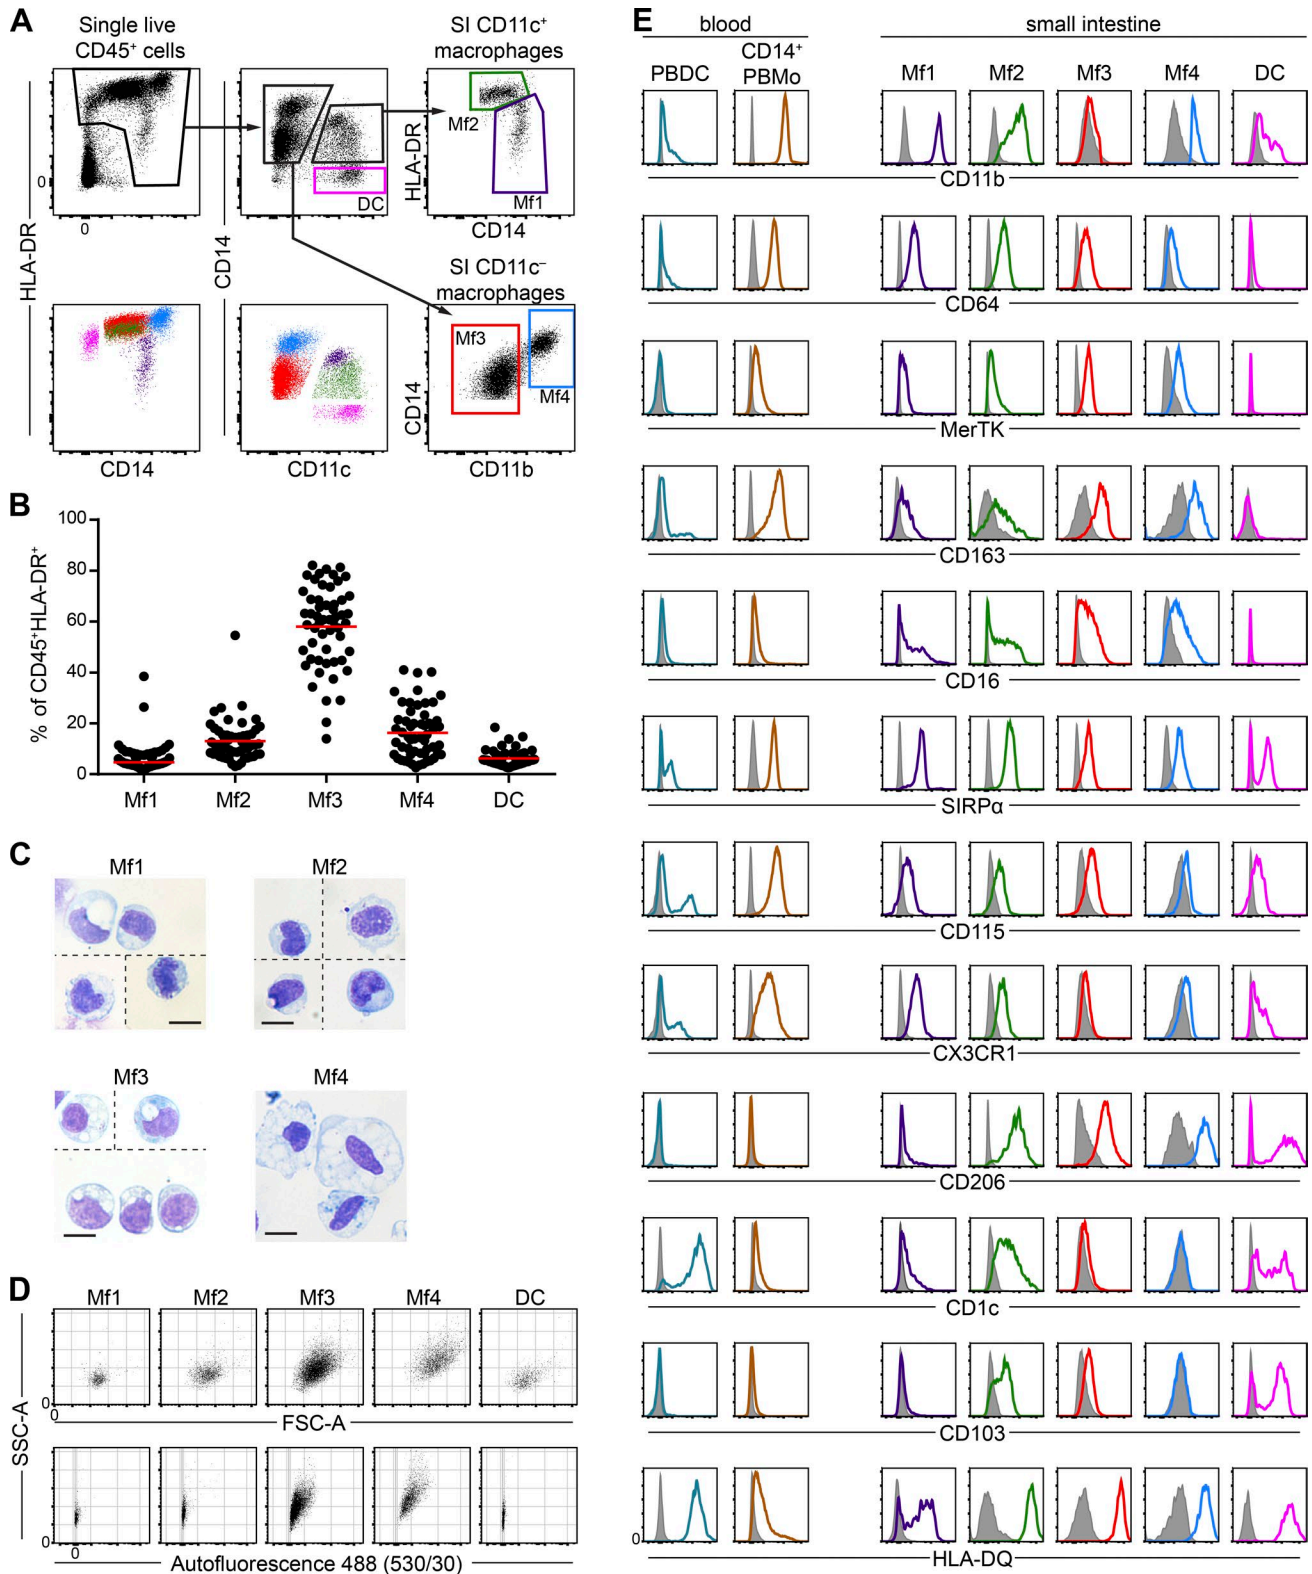 A
Single live
CD45⁺ cells
SI CD11c⁺
macrophages
HLA-DR
0
0
CD14
DC
HLA-DR
Mf2
Mf1
CD14
SI CD11c⁻
macrophages
CD14
CD11c
CD14
Mf3
Mf4
CD11b
B
% of CD45⁺HLA-DR⁺
100
80
60
40
20
0
Mf1
Mf2
Mf3
Mf4
DC
C
Mf1
Mf2
Mf3
Mf4
D
Mf1
Mf2
Mf3
Mf4
DC
SSC-A
0
0
FSC-A
0
0
Autofluorescence 488 (530/30)
E
blood
small intestine
PBDC
CD14⁺
PBMo
Mf1
Mf2
Mf3
Mf4
DC
CD11b
CD64
MerTK
CD163
CD16
SIRPα
CD115
CX3CR1
CD206
CD1c
CD103
0
HLA-DQ